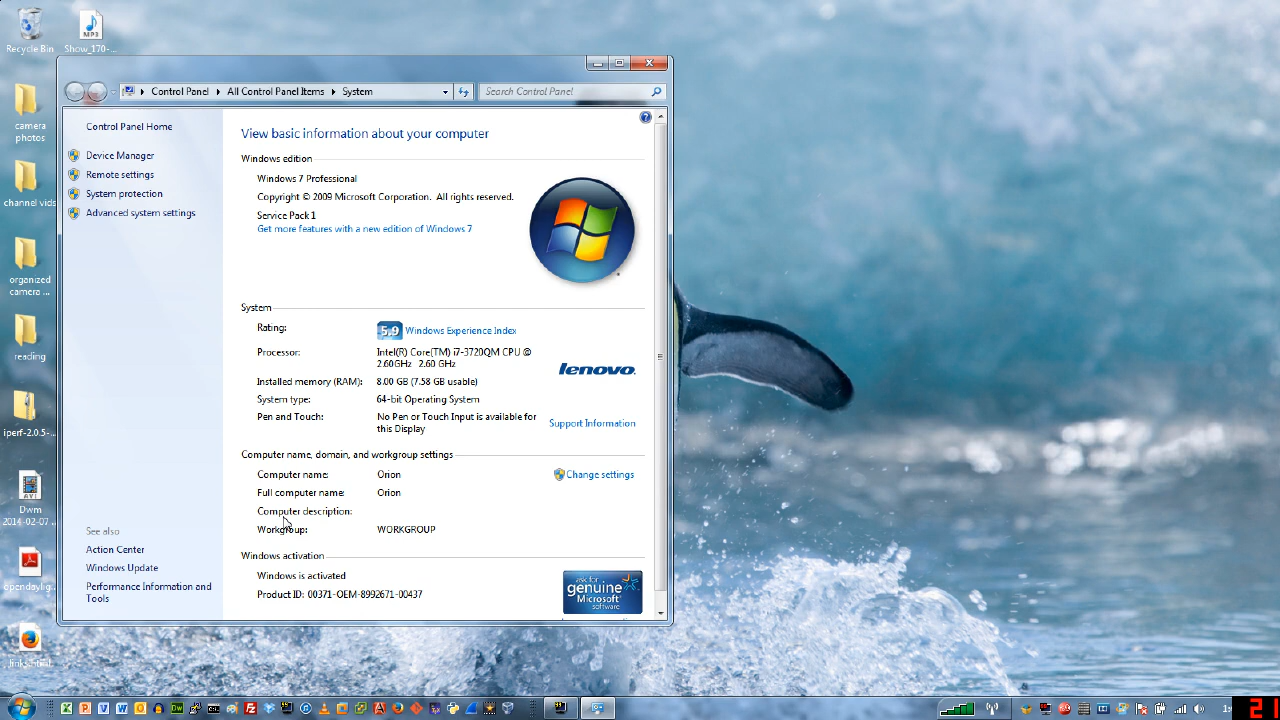 Recycle Bin
Show_170-...
camera
photos
channel vids
organized
camera ...
reading
iperf-2.0.5-...
Dwm
2014-02-07 ...
opendaylig...
Control Panel
All Control Panel Items
System
Search Control Panel
Control Panel Home
Device Manager
Remote settings
System protection
Advanced system settings
See also
Action Center
Windows Update
Performance Information and
Tools
View basic information about your computer
Windows edition
Windows 7 Professional
Copyright © 2009 Microsoft Corporation. All rights reserved.
Service Pack 1
Get more features with a new edition of Windows 7
System
Rating:
5.9 Windows Experience Index
Processor:
Intel(R) Core(TM) i7-3720QM CPU @
2.60GHz 2.60 GHz
Installed memory (RAM):
8.00 GB (7.58 GB usable)
System type:
64-bit Operating System
Pen and Touch:
No Pen or Touch Input is available for
this Display
lenovo
Support Information
Computer name, domain, and workgroup settings
Computer name:
Orion
Change settings
Full computer name:
Orion
Computer description:
Workgroup:
WORKGROUP
Windows activation
Windows is activated
Product ID: 00371-OEM-8992671-00437
ask for
genuine
Microsoft
software
21